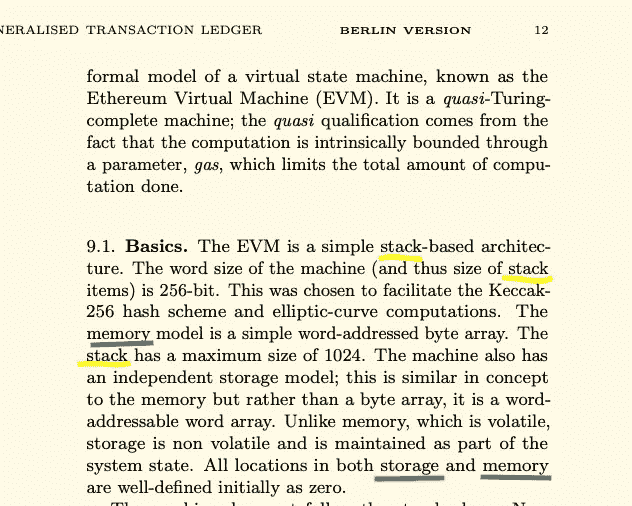 NERALISED TRANSACTION LEDGER BERLIN VERSION 12
formal model of a virtual state machine, known as the
Ethereum Virtual Machine (EVM). It is a quasi-Turing-
complete machine; the quasi qualification comes from the
fact that the computation is intrinsically bounded through
a parameter, gas, which limits the total amount of compu-
tation done.
9.1. Basics. The EVM is a simple stack-based architec-
ture. The word size of the machine (and thus size of stack
items) is 256-bit. This was chosen to facilitate the Keccak-
256 hash scheme and elliptic-curve computations. The
memory model is a simple word-addressed byte array. The
stack has a maximum size of 1024. The machine also has
an independent storage model; this is similar in concept
to the memory but rather than a byte array, it is a word-
addressable word array. Unlike memory, which is volatile,
storage is non volatile and is maintained as part of the
system state. All locations in both storage and memory
are well-defined initially as zero.